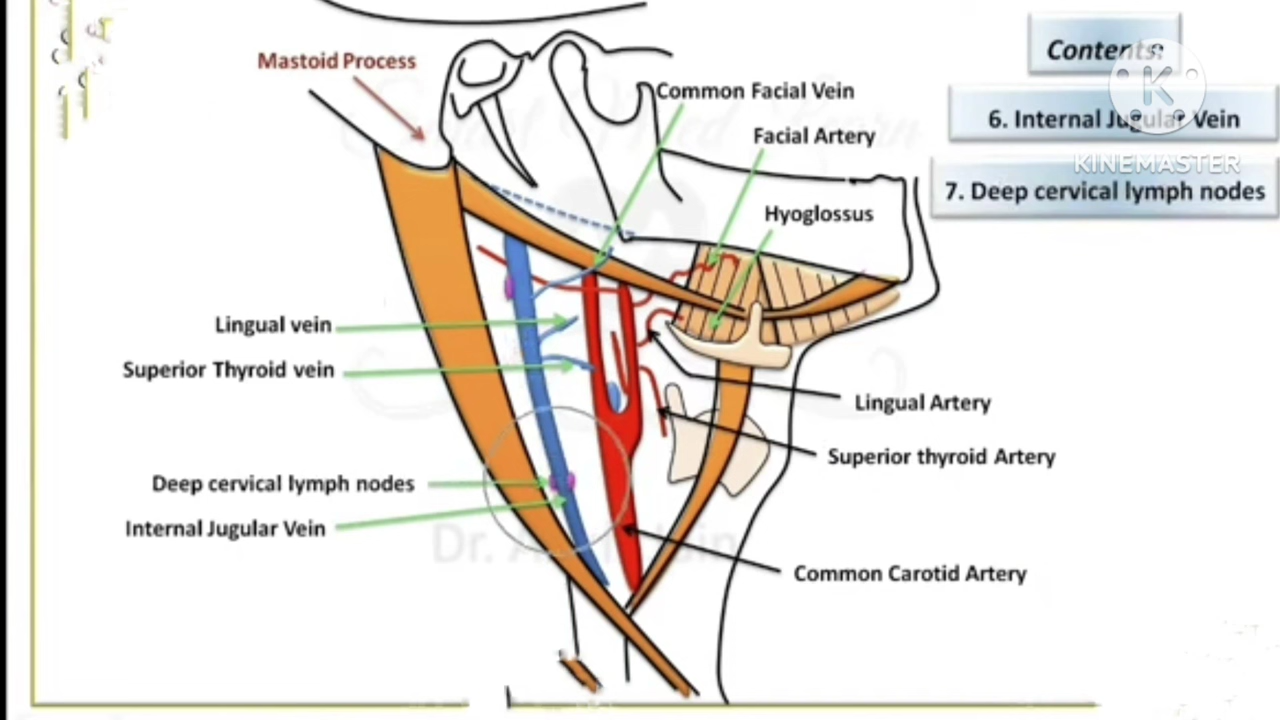 Contents:
6. Internal Jugular Vein
7. Deep cervical lymph nodes
KINEMASTER
Mastoid Process
Common Facial Vein
Facial Artery
Hyoglossus
Lingual vein
Superior Thyroid vein
Deep cervical lymph nodes
Internal Jugular Vein
Lingual Artery
Superior thyroid Artery
Common Carotid Artery
K
Dr.